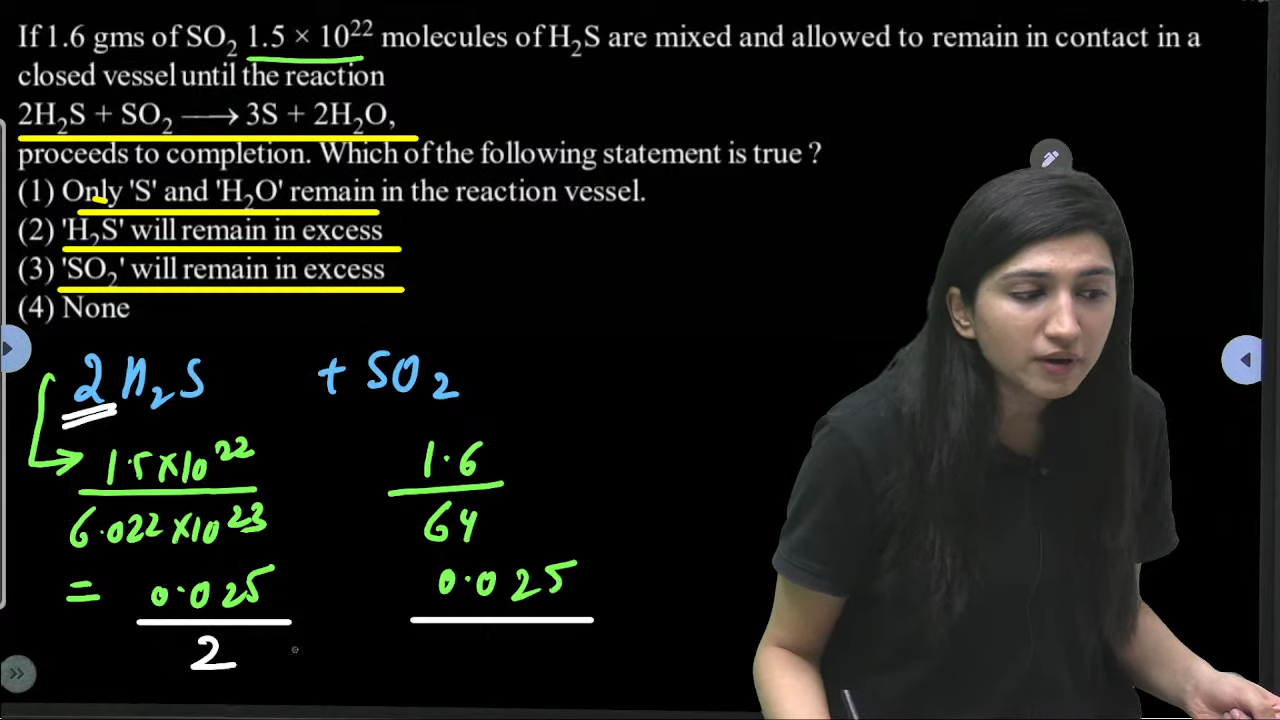 If 1.6 gms of SO₂ 1.5 × 10²² molecules of H₂S are mixed and allowed to remain in contact in a
closed vessel until the reaction
2H₂S + SO₂ ⟶ 3S + 2H₂O,
proceeds to completion. Which of the following statement is true ?
(1) Only 'S' and 'H₂O' remain in the reaction vessel.
(2) 'H₂S' will remain in excess
(3) 'SO₂' will remain in excess
(4) None
2H₂S + SO₂
1.5×10²² 1.6
6.022×10²³ 64
= 0.025 0.025
2